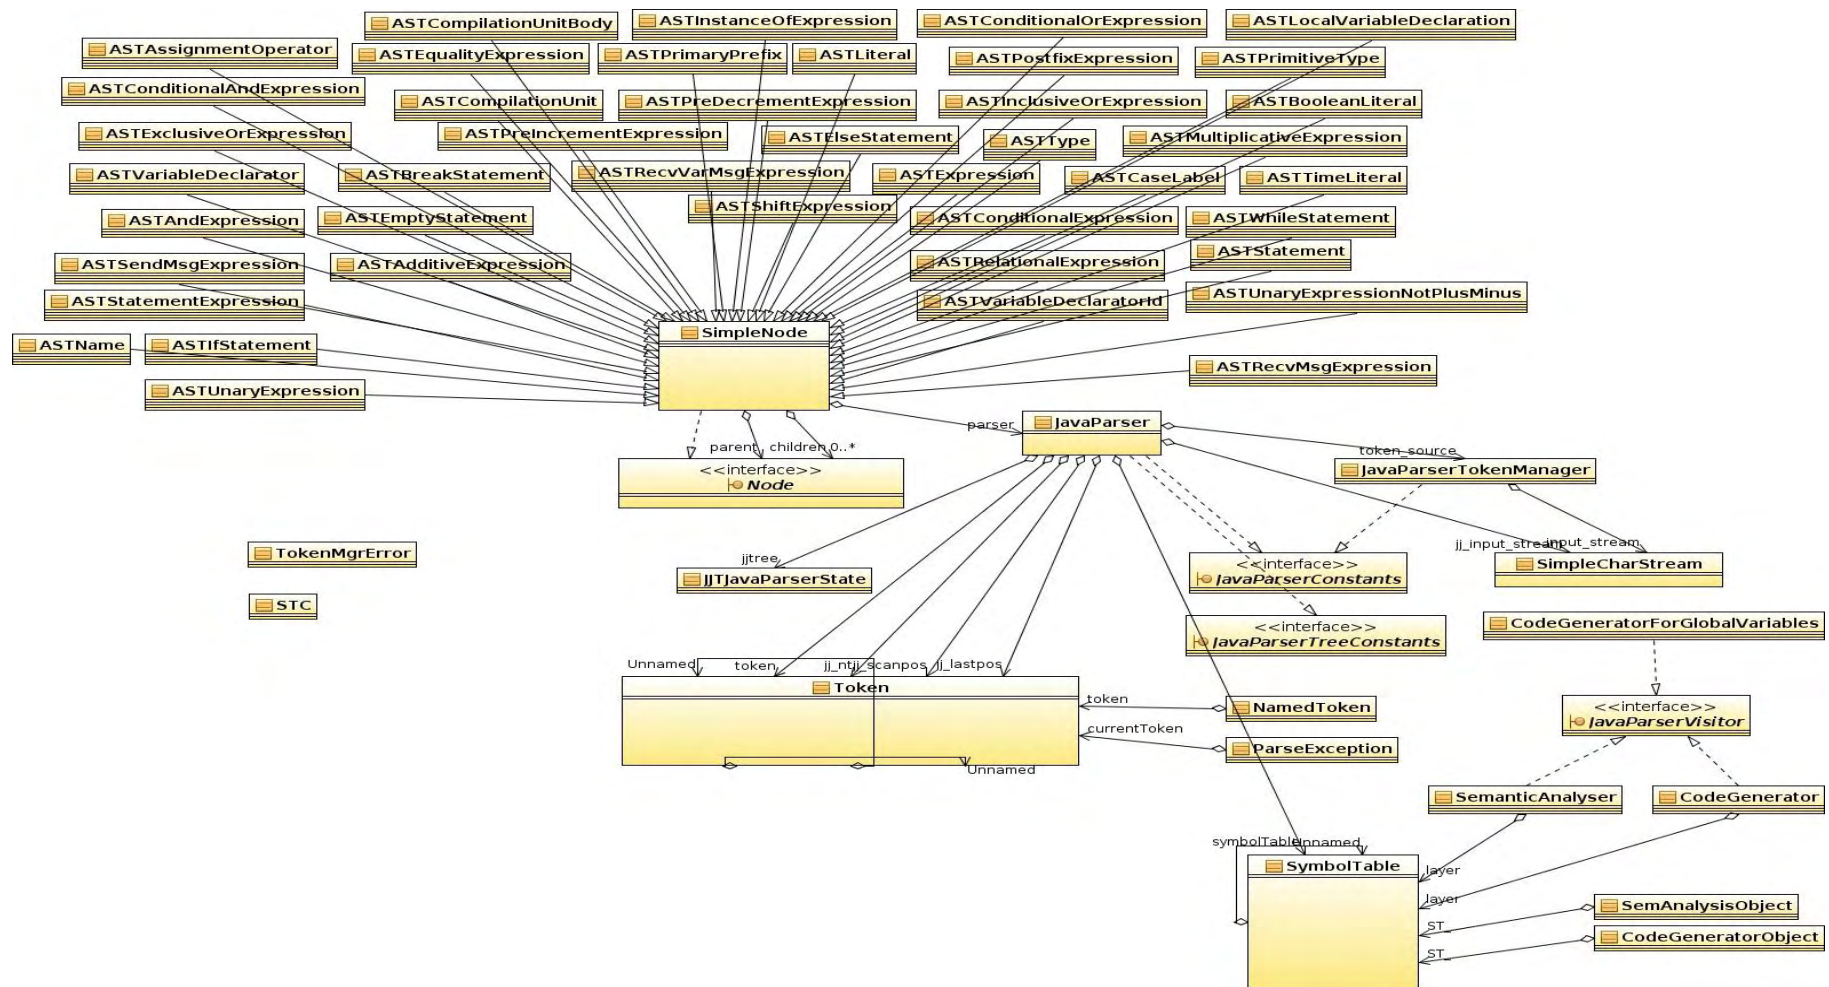 ASTCompilationUnitBody
ASTInstanceOfExpression
ASTConditionalOrExpression
ASTLocalVariableDeclaration
ASTAssignmentOperator
ASTEqualityExpression
ASTPrimaryPrefix
ASTLiteral
ASTPostfixExpression
ASTPrimitiveType
ASTConditionalAndExpression
ASTCompilationUnit
ASTPreDecrementExpression
ASTInclusiveOrExpression
ASTBooleanLiteral
ASTExclusiveOrExpression
ASTPreIncrementExpression
ASTElseStatement
ASTType
ASTMultiplicativeExpression
ASTVariableDeclarator
ASTBreakStatement
ASTRecvVarMsgExpression
ASTExpression
ASTCaseLabel
ASTTimeLiteral
ASTShiftExpression
ASTAndExpression
ASTEmptyStatement
ASTConditionalExpression
ASTWhileStatement
ASTSendMsgExpression
ASTAdditiveExpression
ASTRelationalExpression
ASTStatement
ASTStatementExpression
ASTVariableDeclaratorId
ASTUnaryExpressionNotPlusMinus
SimpleNode
ASTName
ASTIfStatement
ASTRecvMsgExpression
ASTUnaryExpression
parser
JavaParser
parent
children 0..*
token_source
<<interface>>
Node
JavaParserTokenManager
jj_input_stream
input_stream
TokenMgrError
jjtree
JJTJavaParserState
<<interface>>
JavaParserConstants
SimpleCharStream
STC
<<interface>>
JavaParserTreeConstants
CodeGeneratorForGlobalVariables
Unnamed
token
jj_nt
jj_scanpos
jj_lastpos
Token
token
NamedToken
<<interface>>
JavaParserVisitor
currentToken
ParseException
Unnamed
SemanticAnalyser
CodeGenerator
symbolTable
Unnamed
SymbolTable
layer
layer
SemAnalysisObject
ST_
CodeGeneratorObject
ST_